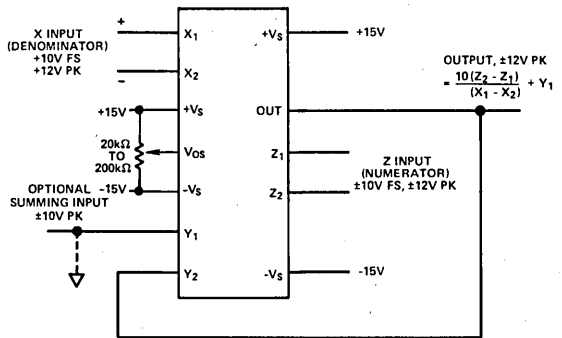 X INPUT
(DENOMINATOR)
+10V FS
+12V PK
+
–
X1
X2
+15V
+VS
20kΩ
TO
200kΩ
VOS
-15V
-VS
OPTIONAL
SUMMING INPUT
±10V PK
Y1
Y2
+VS
+15V
OUT
Z1
Z2
-VS
-15V
Z INPUT
(NUMERATOR)
±10V FS, ±12V PK
OUTPUT, ±12V PK
= 10(Z2 - Z1) / (X1 - X2) + Y1